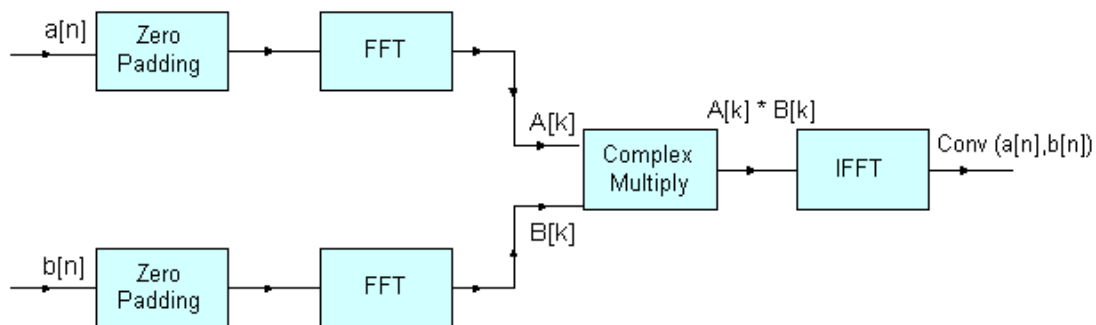 a[n]
Zero
Padding
FFT
A[k]
A[k] * B[k]
Complex
Multiply
IFFT
Conv (a[n],b[n])
B[k]
b[n]
Zero
Padding
FFT